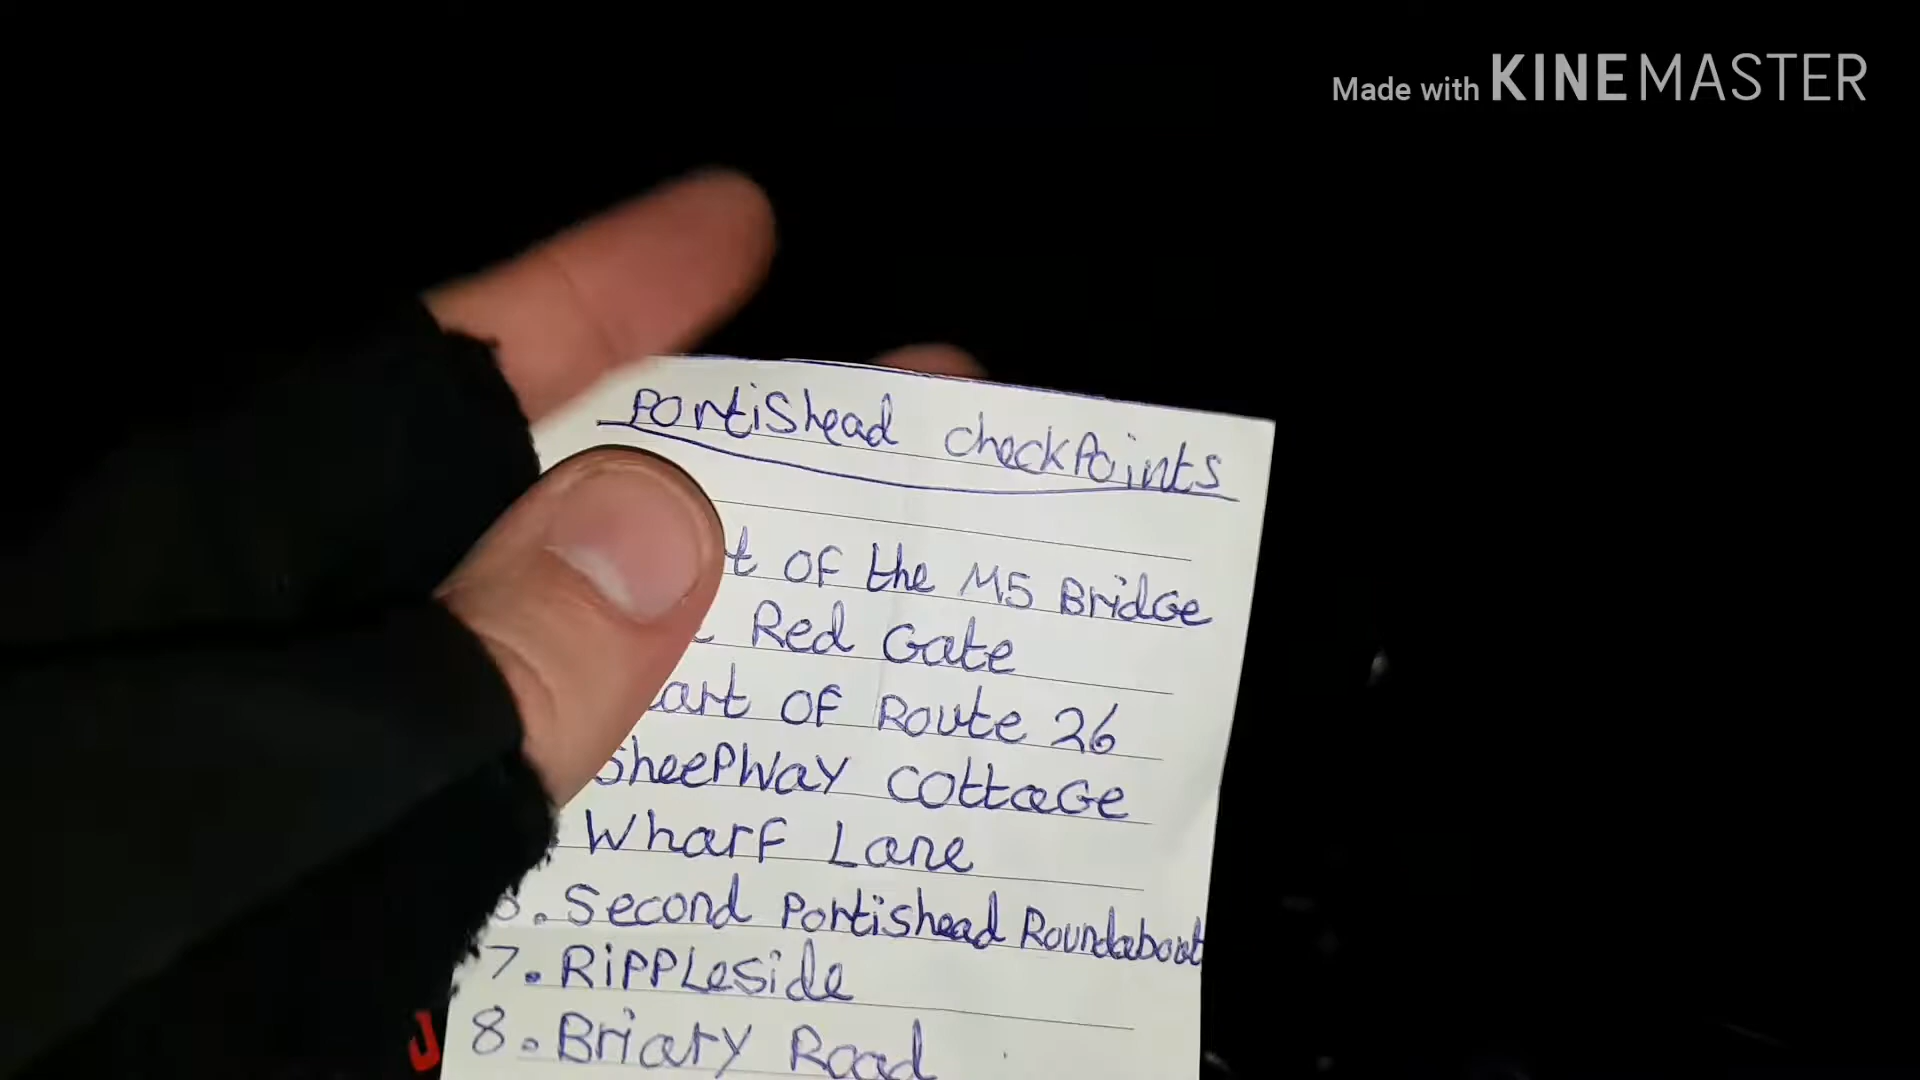 Made with KINEMASTER
Portishead CheckPoints
of the M5 Bridge
Red Gate
of Route 26
Sheepway Cottage
Wharf Lane
Second Portishead Roundabout
7. Rippleside
8. Briary Road